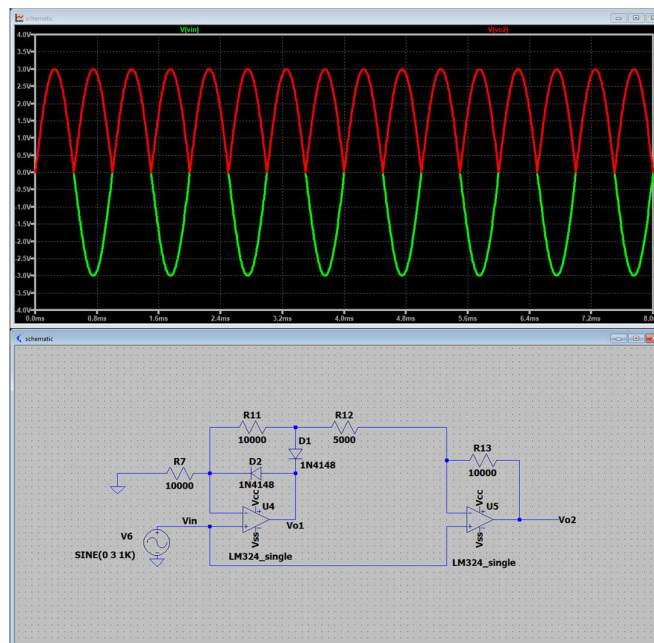 schematic
V(vin) V(vo2)
4.0V
3.5V
3.0V
2.5V
2.0V
1.5V
1.0V
0.5V
0.0V
-0.5V
-1.0V
-1.5V
-2.0V
-2.5V
-3.0V
-3.5V
-4.0V
0.0ms 0.8ms 1.6ms 2.4ms 3.2ms 4.0ms 4.8ms 5.6ms 6.4ms 7.2ms
schematic
R11 R12
10000 5000
D1
R13
R7 D2 1N4148 10000
10000 1N4148
Vcc U4 Vcc U5
V6 Vin Vo1 Vo2
Vss Vss
SINE(0 3 1K) LM324_single LM324_single